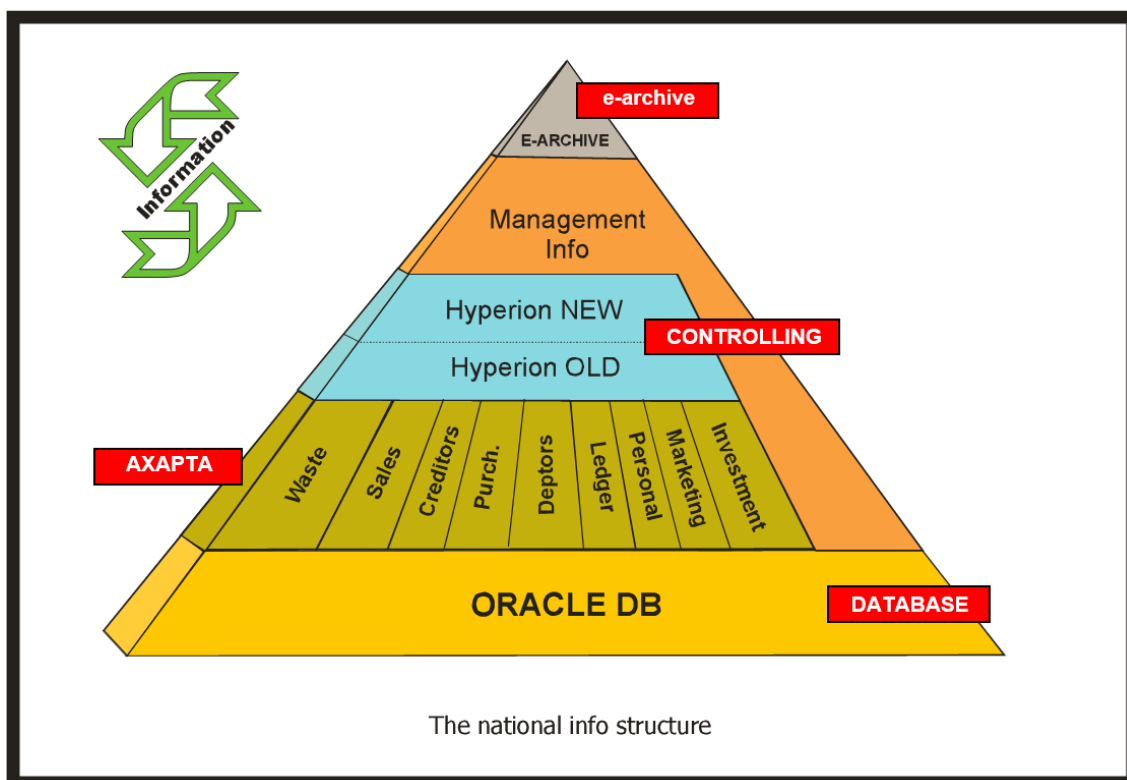 e-archive
E-ARCHIVE
Information
Management
Info
Hyperion NEW
CONTROLLING
Hyperion OLD
AXAPTA
Waste
Sales
Creditors
Purch.
Deptors
Ledger
Personal
Marketing
Investment
ORACLE DB
DATABASE
The national info structure